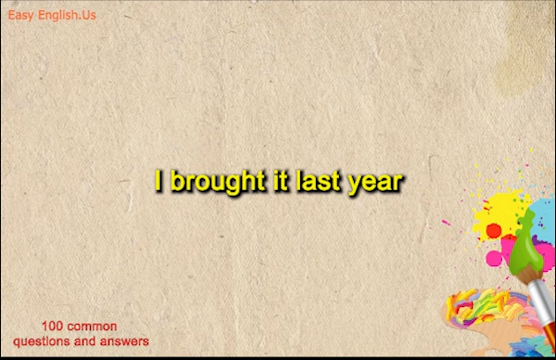 Easy English.Us
I brought it last year
100 common
questions and answers